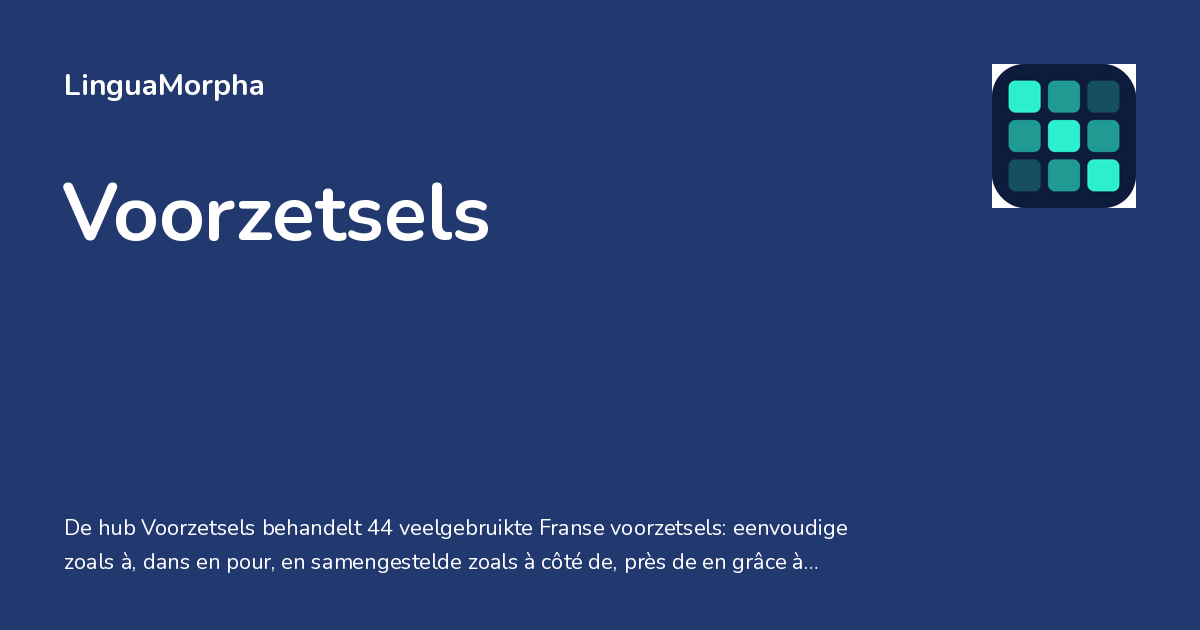 LinguaMorpha
Voorzetsels
De hub Voorzetsels behandelt 44 veelgebruikte Franse voorzetsels: eenvoudige
zoals à, dans en pour, en samengestelde zoals à côté de, près de en grâce à...